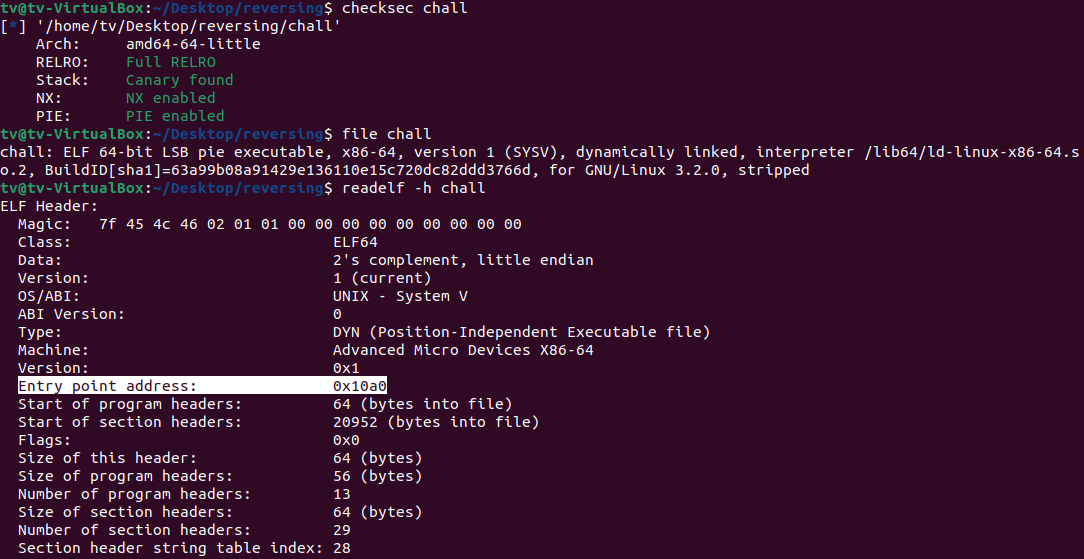 tv@tv-VirtualBox:~/Desktop/reversing$ checksec chall
[*] '/home/tv/Desktop/reversing/chall'
    Arch:     amd64-64-little
    RELRO:    Full RELRO
    Stack:    Canary found
    NX:       NX enabled
    PIE:      PIE enabled
tv@tv-VirtualBox:~/Desktop/reversing$ file chall
chall: ELF 64-bit LSB pie executable, x86-64, version 1 (SYSV), dynamically linked, interpreter /lib64/ld-linux-x86-64.s
o.2, BuildID[sha1]=63a99b08a91429e136110e15c720dc82ddd3766d, for GNU/Linux 3.2.0, stripped
tv@tv-VirtualBox:~/Desktop/reversing$ readelf -h chall
ELF Header:
  Magic:   7f 45 4c 46 02 01 01 00 00 00 00 00 00 00 00 00
  Class:                             ELF64
  Data:                              2's complement, little endian
  Version:                           1 (current)
  OS/ABI:                            UNIX - System V
  ABI Version:                       0
  Type:                              DYN (Position-Independent Executable file)
  Machine:                           Advanced Micro Devices X86-64
  Version:                           0x1
  Entry point address:               0x10a0
  Start of program headers:          64 (bytes into file)
  Start of section headers:          20952 (bytes into file)
  Flags:                             0x0
  Size of this header:               64 (bytes)
  Size of program headers:           56 (bytes)
  Number of program headers:         13
  Size of section headers:           64 (bytes)
  Number of section headers:         29
  Section header string table index: 28